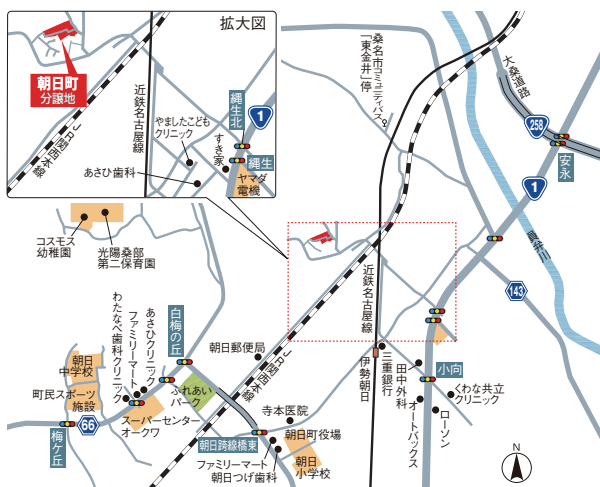 拡大図
朝日町
分譲地
近鉄名古屋線
JR関西本線
やましたこども
クリニック
あさひ歯科
すき家
縄生北
1
縄生
ヤマダ
電機
桑名市コミュニティバス
「東金井」停
大桑道路
258
安永
1
員弁川
143
コスモス
幼稚園
光陽桑部
第二保育園
近鉄名古屋線
JR関西本線
白梅の丘
あさひクリニック
ファミリーマート
わたなべ歯科クリニック
朝日
中学校
町民スポーツ
施設
66
梅ケ丘
スーパーセンター
オークワ
ふれあい
パーク
朝日郵便局
伊勢朝日
三重銀行
田中外科
小向
オートバックス
ローソン
くわな共立
クリニック
寺本医院
朝日跨線橋東
朝日町役場
ファミリーマート
朝日つげ歯科
朝日
小学校
N